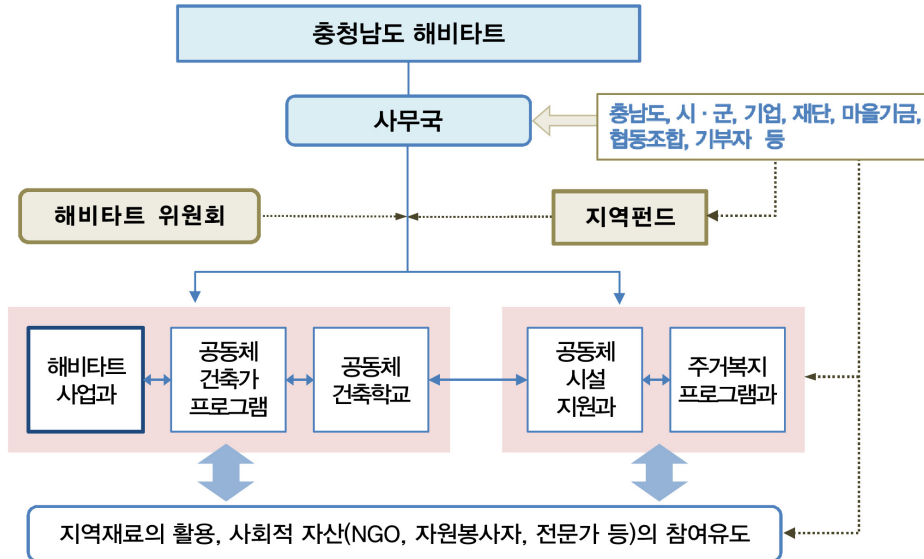 충청남도 해비타트
사무국
충남도, 시 · 군, 기업, 재단, 마을기금,
협동조합, 기부자 등
해비타트 위원회
지역펀드
해비타트
사업과
공동체
건축가
프로그램
공동체
건축학교
공동체
시설
지원과
주거복지
프로그램과
지역재료의 활용, 사회적 자산(NGO, 자원봉사자, 전문가 등)의 참여유도